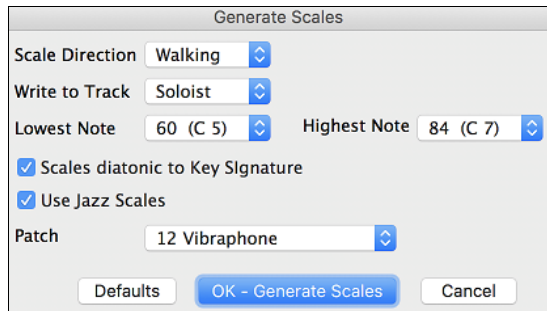 Generate Scales
Scale Direction Walking
Write to Track Soloist
Lowest Note 60 (C 5) Highest Note 84 (C 7)
Scales diatonic to Key SIgnature
Use Jazz Scales
Patch 12 Vibraphone
Defaults OK - Generate Scales Cancel